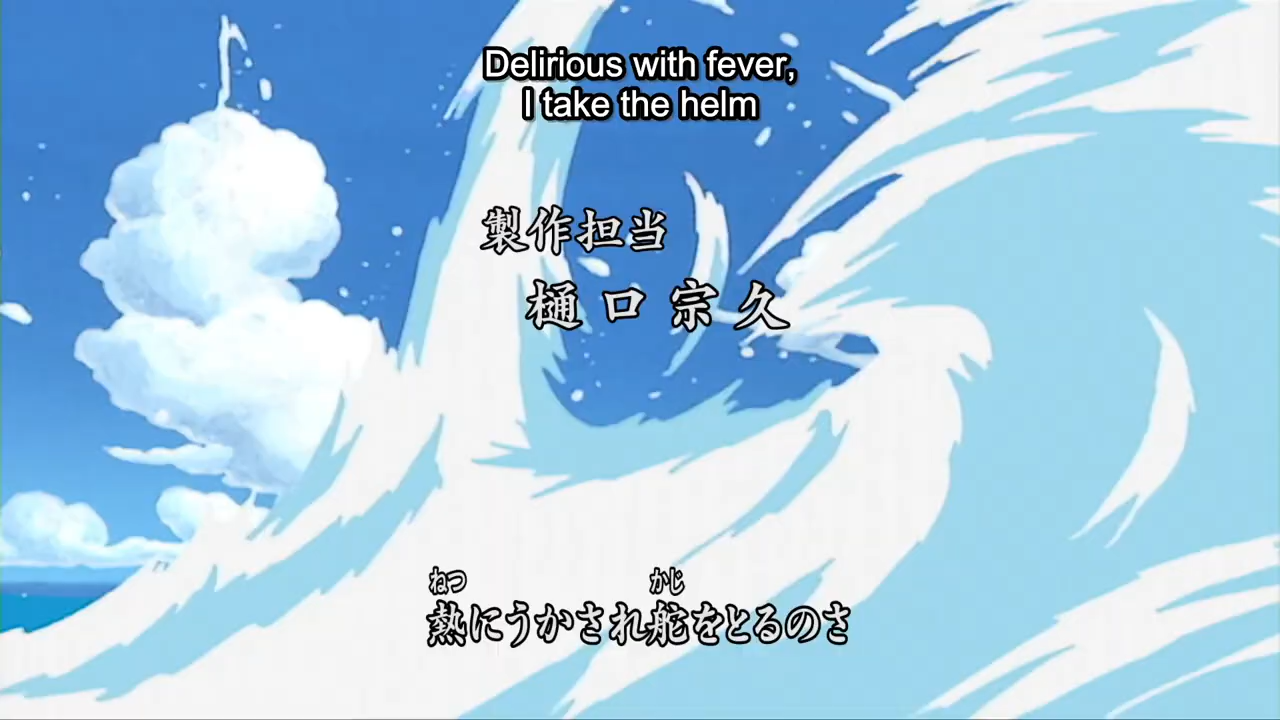 Delirious with fever,
I take the helm
製作担当
樋口宗久
ねつ かじ
熱にうかされ舵をとるのさ